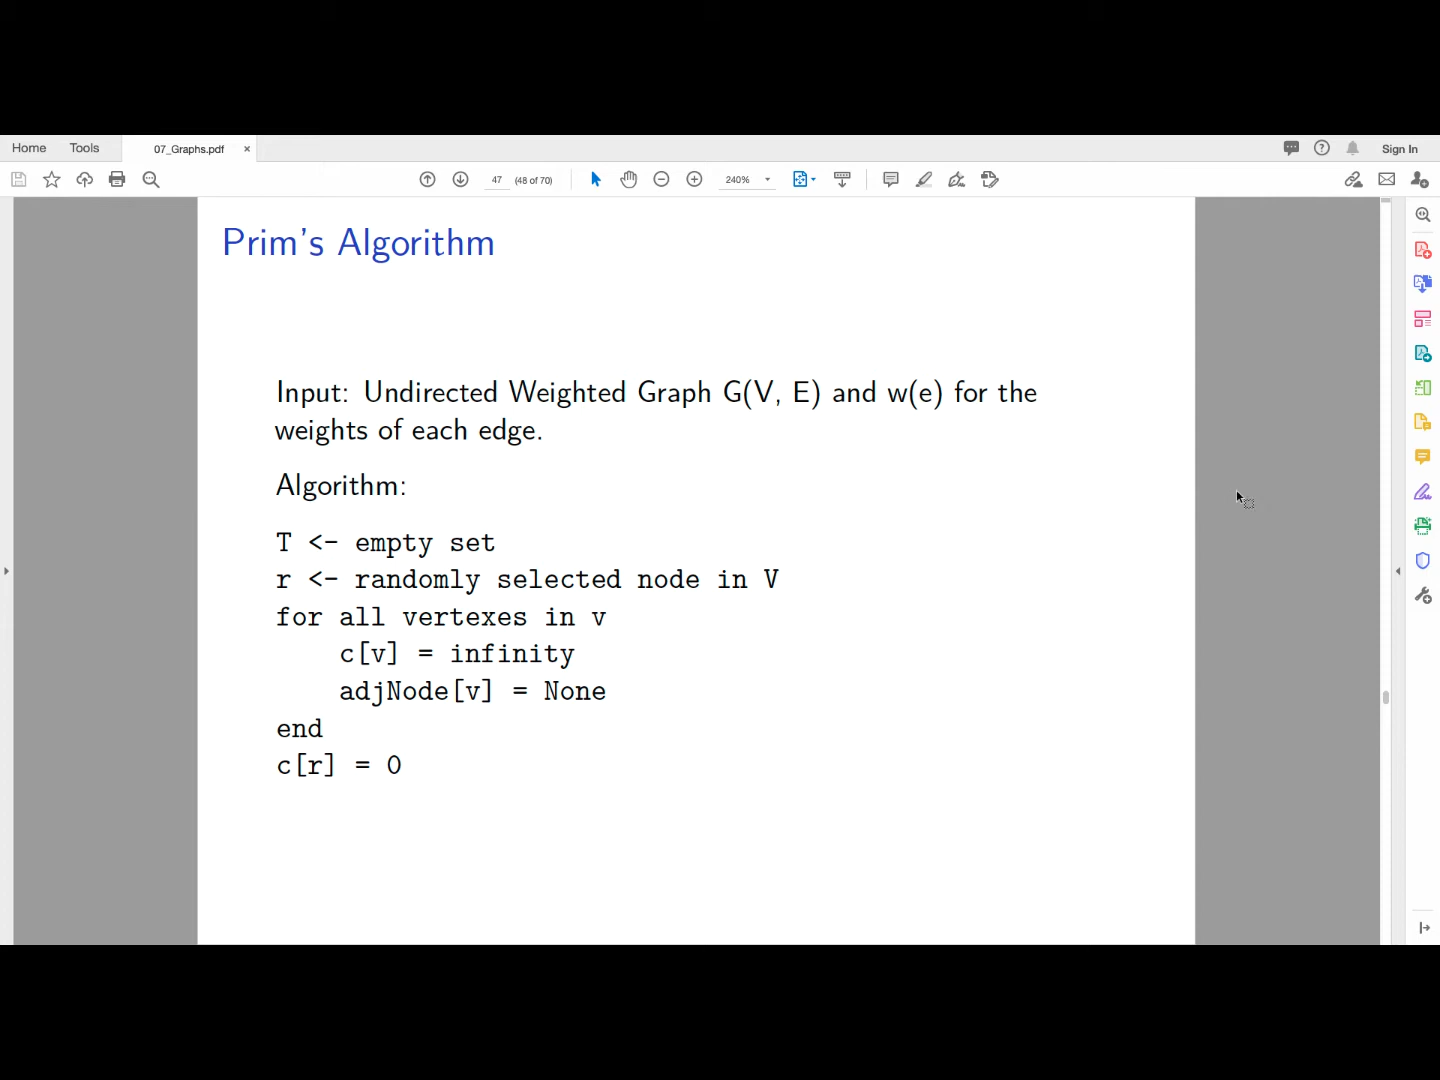 Home Tools 07_Graphs.pdf × Sign In
47 (48 of 70) 240%
Prim's Algorithm
Input: Undirected Weighted Graph G(V, E) and w(e) for the
weights of each edge.
Algorithm:
T <- empty set
r <- randomly selected node in V
for all vertexes in v
c[v] = infinity
adjNode[v] = None
end
c[r] = 0